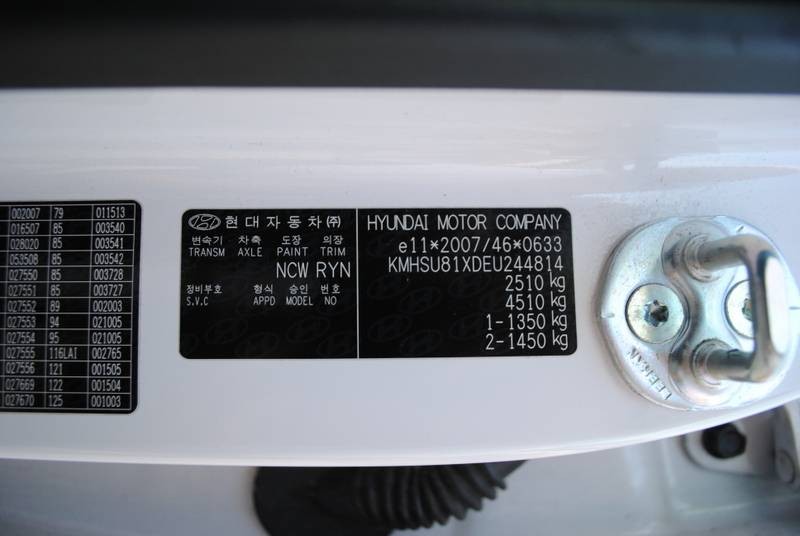 002007 79 011513
016507 85 003540
028020 85 003541
053508 85 003542
027550 85 003728
027551 85 003727
027552 89 002003
027553 94 021005
027554 95 021005
027555 116LAI 002765
027556 121 001505
027669 122 001504
027670 125 001003
현대자동차㈜
변속기 차축 도장 의장
TRANSM AXLE PAINT TRIM
NCW RYN
정비부호 형식 승인 번호
S.V.C APPD MODEL NO
HYUNDAI MOTOR COMPANY
e11*2007/46*0633
KMHSU81XDEU244814
2510 kg
4510 kg
1-1350 kg
2-1450 kg
LEEHAN